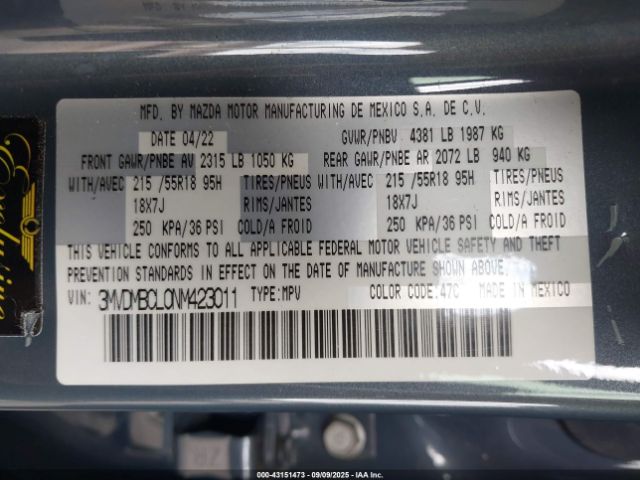 MFD. BY MAZDA MOTOR MANUFACTURING DE MEXICO S.A. DE C.V.
DATE 04/22 GVWR/PNBV 4381 LB 1987 KG
FRONT GAWR/PNBE AV 2315 LB 1050 KG REAR GAWR/PNBE AR 2072 LB 940 KG
WITH/AVEC 215 /55R18 95H TIRES/PNEUS WITH/AVEC 215 /55R18 95H TIRES/PNEUS
18X7J RIMS/JANTES 18X7J RIMS/JANTES
250 KPA/36 PSI COLD/A FROID 250 KPA/36 PSI COLD/A FROID
THIS VEHICLE CONFORMS TO ALL APPLICABLE FEDERAL MOTOR VEHICLE SAFETY AND THEFT
PREVENTION STANDARDS IN EFFECT ON THE DATE OF MANUFACTURE SHOWN ABOVE.
VIN: 3MVDMBCL0NM423011 TYPE:MPV COLOR CODE:47C MADE IN MEXICO
Exclusive
000-43151473 - 09/09/2025 - IAAI.com